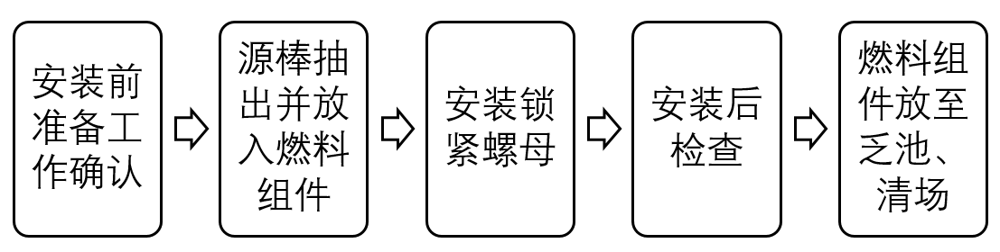 安装前
准备工
作确认
源棒抽
出并放
入燃料
组件
安装锁
紧螺母
安装后
检查
燃料组
件放至
乏池、
清场